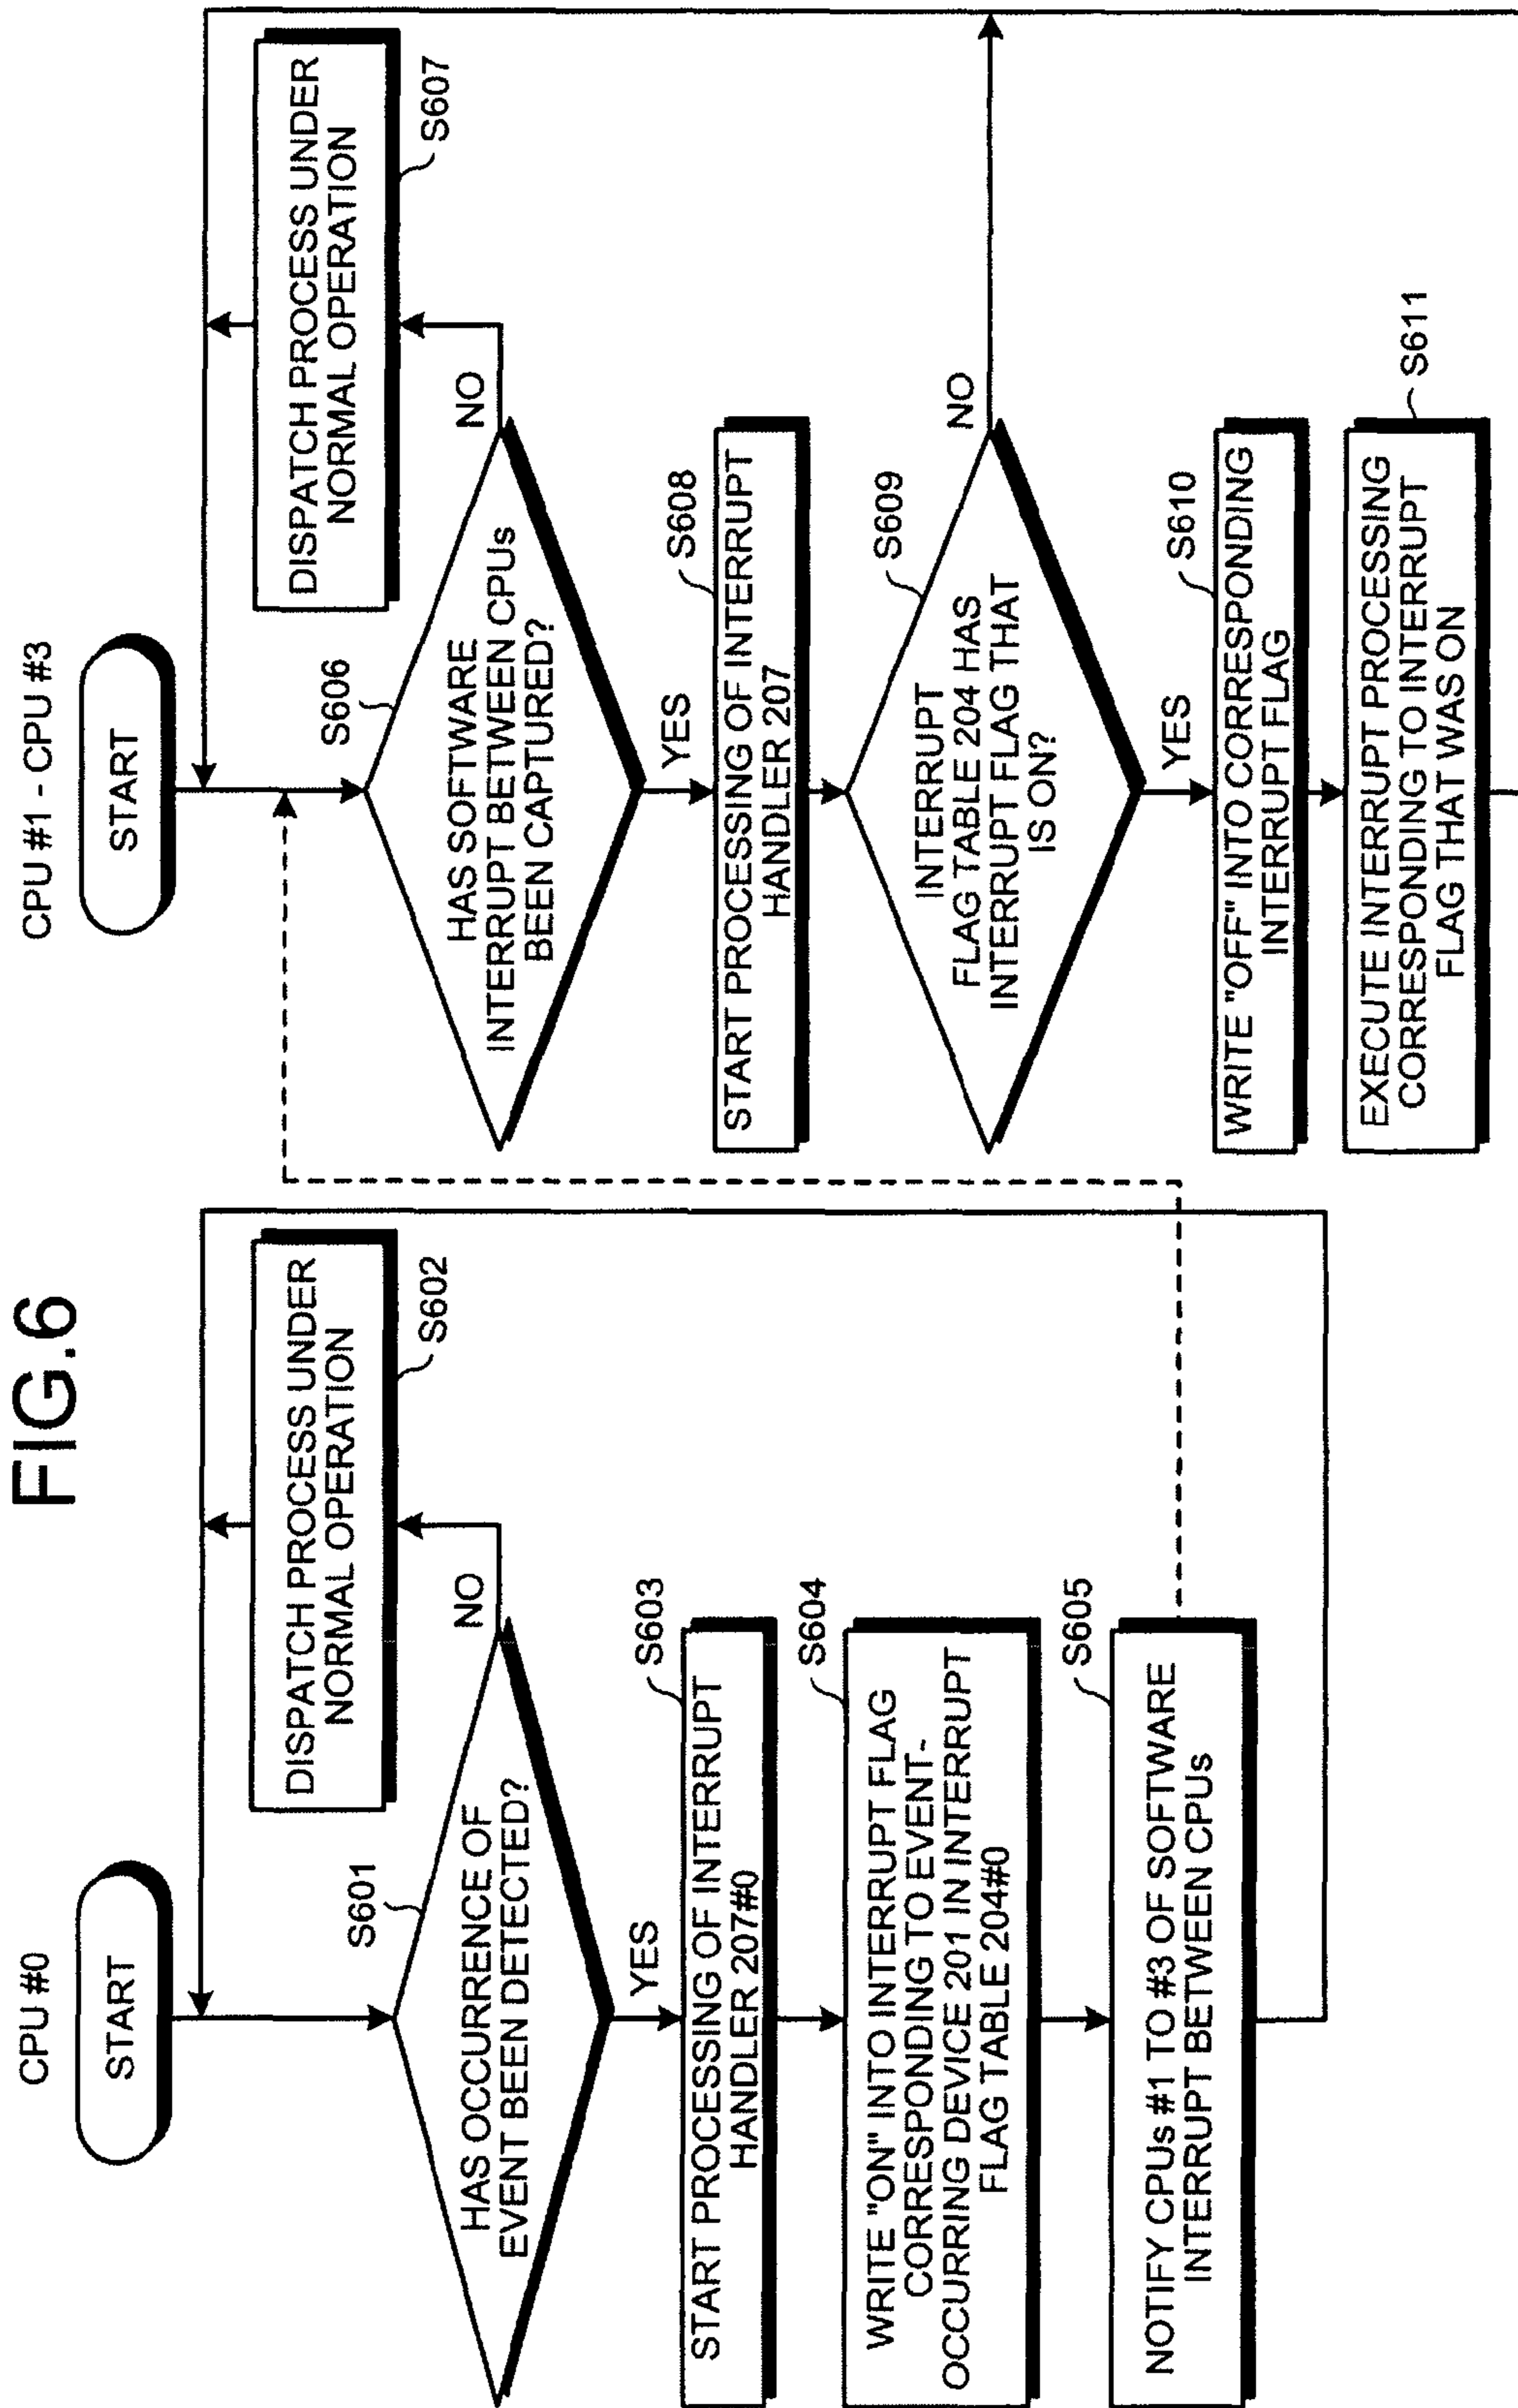 FIG.6
CPU #0
START
S601
HAS OCCURRENCE OF
EVENT BEEN DETECTED?
NO
DISPATCH PROCESS UNDER
NORMAL OPERATION
S602
YES
S603
START PROCESSING OF INTERRUPT
HANDLER 207#0
S604
WRITE "ON" INTO INTERRUPT FLAG
CORRESPONDING TO EVENT-
OCCURRING DEVICE 201 IN INTERRUPT
FLAG TABLE 204#0
S605
NOTIFY CPUs #1 TO #3 OF SOFTWARE
INTERRUPT BETWEEN CPUs
CPU #1 - CPU #3
START
S606
HAS SOFTWARE
INTERRUPT BETWEEN CPUs
BEEN CAPTURED?
NO
DISPATCH PROCESS UNDER
NORMAL OPERATION
S607
YES
S608
START PROCESSING OF INTERRUPT
HANDLER 207
S609
INTERRUPT
FLAG TABLE 204 HAS
INTERRUPT FLAG THAT
IS ON?
NO
YES
S610
WRITE "OFF" INTO CORRESPONDING
INTERRUPT FLAG
S611
EXECUTE INTERRUPT PROCESSING
CORRESPONDING TO INTERRUPT
FLAG THAT WAS ON